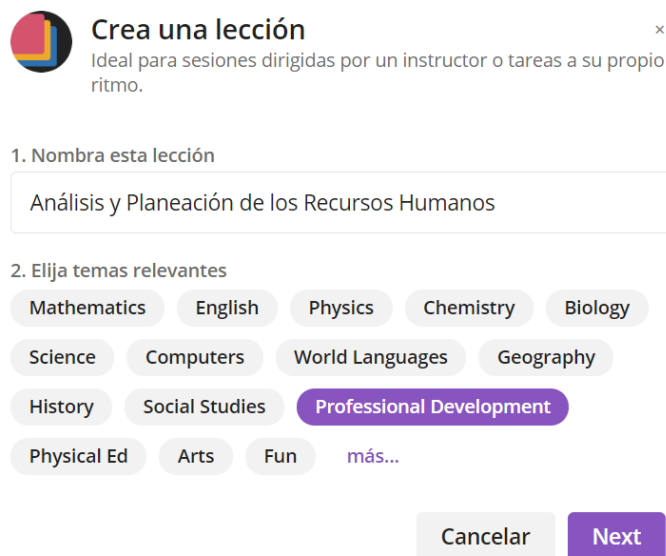 Crea una lección
×
Ideal para sesiones dirigidas por un instructor o tareas a su propio
ritmo.
1. Nombra esta lección
Análisis y Planeación de los Recursos Humanos
2. Elija temas relevantes
Mathematics English Physics Chemistry Biology
Science Computers World Languages Geography
History Social Studies Professional Development
Physical Ed Arts Fun más...
Cancelar Next